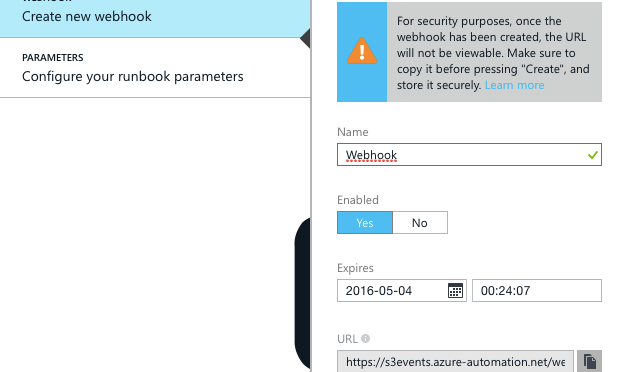 Create new webhook
PARAMETERS
Configure your runbook parameters
For security purposes, once the
webhook has been created, the URL
will not be viewable. Make sure to
copy it before pressing "Create", and
store it securely. Learn more
Name
Webhook
Enabled
Yes No
Expires
2016-05-04 00:24:07
URL
https://s3events.azure-automation.net/we